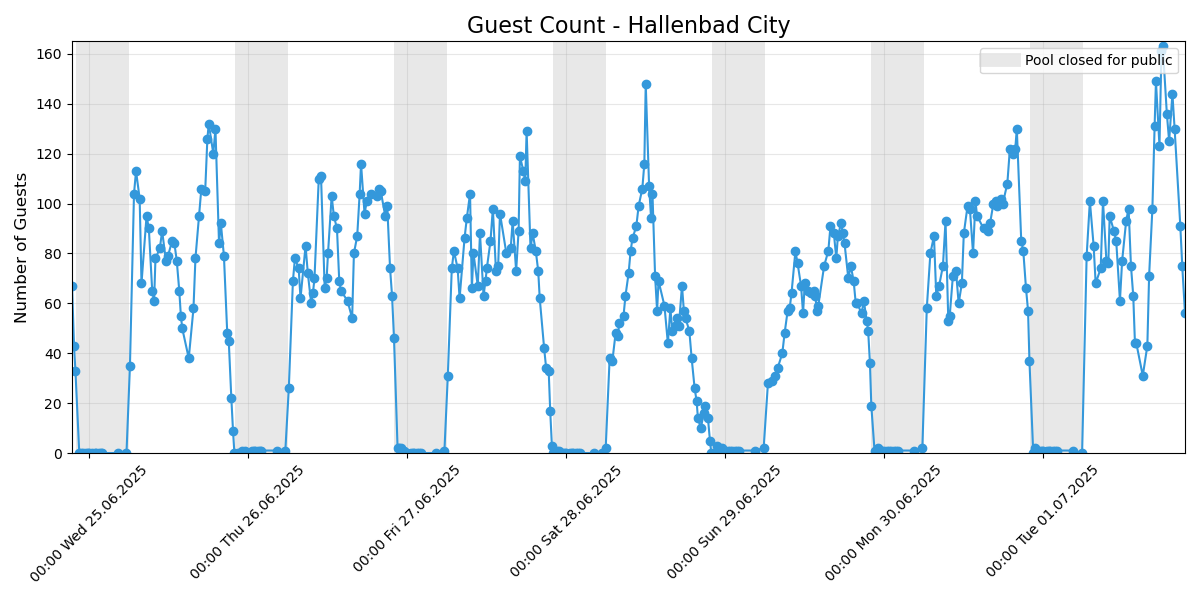 Guest Count - Hallenbad City
Number of Guests
160
140
120
100
80
60
40
20
0
Pool closed for public
00:00 Wed 25.06.2025
00:00 Thu 26.06.2025
00:00 Fri 27.06.2025
00:00 Sat 28.06.2025
00:00 Sun 29.06.2025
00:00 Mon 30.06.2025
00:00 Tue 01.07.2025